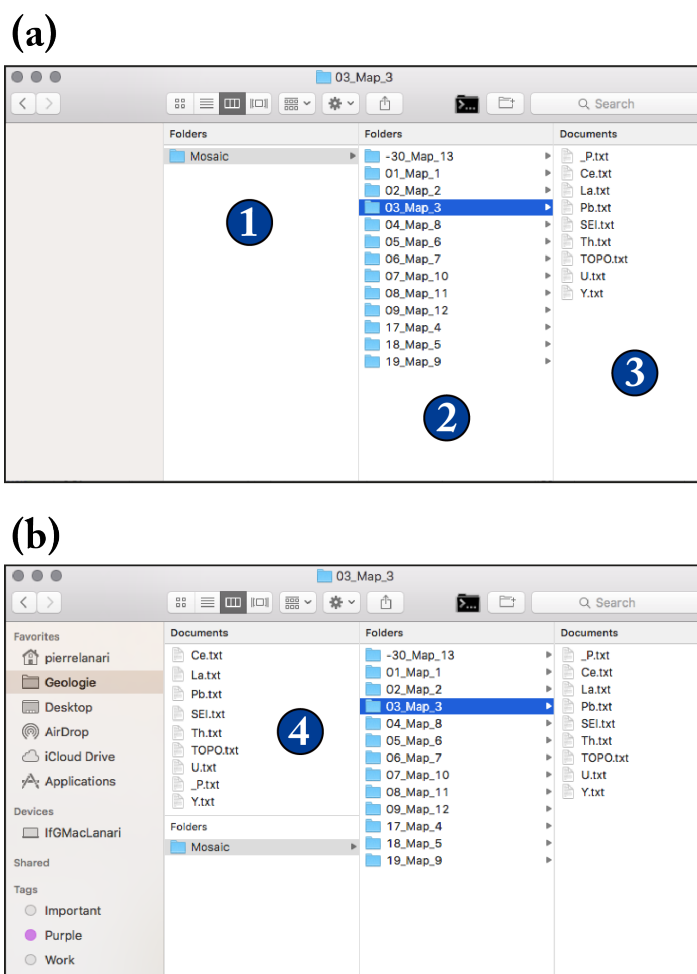 (a)
03_Map_3
Search
Folders
Folders
Documents
Mosaic
-30_Map_13
01_Map_1
02_Map_2
03_Map_3
04_Map_8
05_Map_6
06_Map_7
07_Map_10
08_Map_11
09_Map_12
17_Map_4
18_Map_5
19_Map_9
_P.txt
Ce.txt
La.txt
Pb.txt
SEI.txt
Th.txt
TOPO.txt
U.txt
Y.txt
1
2
3
(b)
03_Map_3
Search
Favorites
pierrelanari
Geologie
Desktop
AirDrop
iCloud Drive
Applications
Devices
IfGMacLanari
Shared
Tags
Important
Purple
Work
Documents
Ce.txt
La.txt
Pb.txt
SEI.txt
Th.txt
TOPO.txt
U.txt
_P.txt
Y.txt
4
Folders
Mosaic
Folders
-30_Map_13
01_Map_1
02_Map_2
03_Map_3
04_Map_8
05_Map_6
06_Map_7
07_Map_10
08_Map_11
09_Map_12
17_Map_4
18_Map_5
19_Map_9
Documents
_P.txt
Ce.txt
La.txt
Pb.txt
SEI.txt
Th.txt
TOPO.txt
U.txt
Y.txt